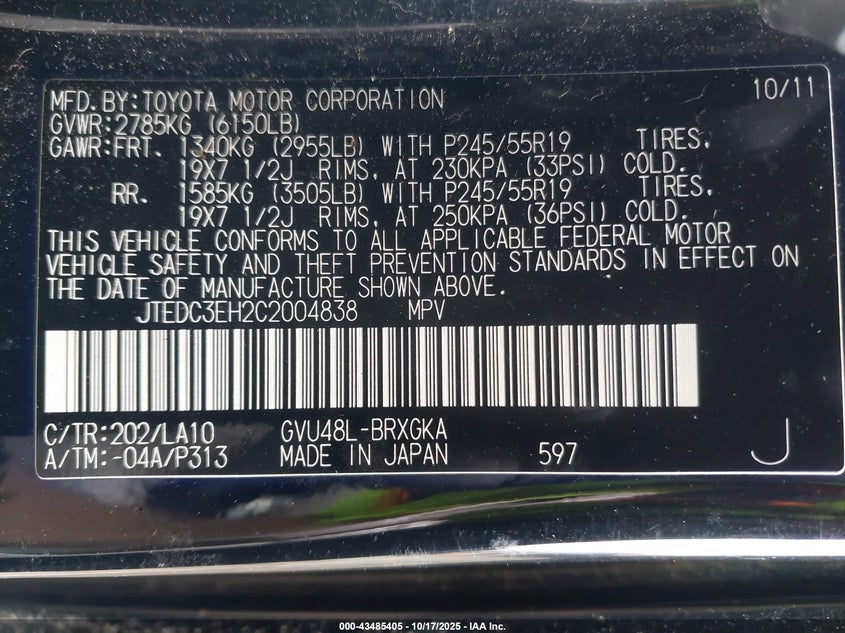 MFD.BY:TOYOTA MOTOR CORPORATION 10/11
GVWR:2785KG (6150LB)
GAWR:FRT. 1340KG (2955LB) WITH P245/55R19 TIRES,
19X7 1/2J RIMS, AT 230KPA (33PSI) COLD.
RR. 1585KG (3505LB) WITH P245/55R19 TIRES,
19X7 1/2J RIMS, AT 250KPA (36PSI) COLD.
THIS VEHICLE CONFORMS TO ALL APPLICABLE FEDERAL MOTOR
VEHICLE SAFETY AND THEFT PREVENTION STANDARDS IN EFFECT ON
THE DATE OF MANUFACTURE SHOWN ABOVE.
JTEDC3EH2C2004838 MPV
C/TR:202/LA10 GVU48L-BRXGKA
A/TM:-04A/P313 MADE IN JAPAN 597 J
000-43485405 - 10/17/2025 - IAA Inc.